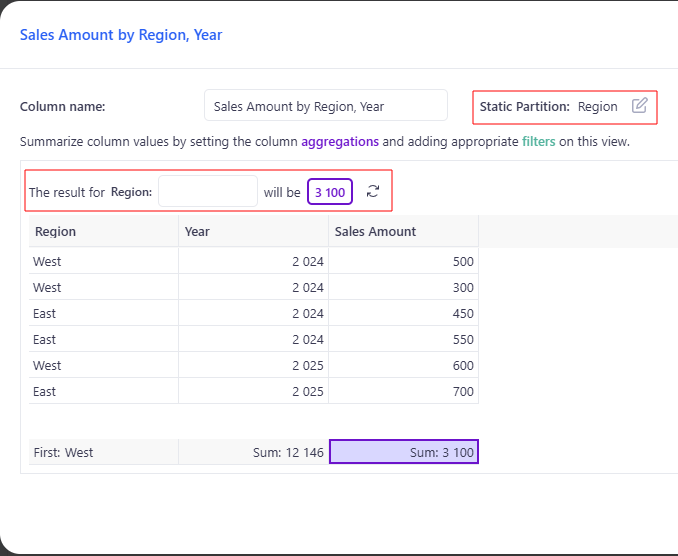 Sales Amount by Region, Year
Column name: Sales Amount by Region, Year Static Partition: Region
Summarize column values by setting the column aggregations and adding appropriate filters on this view.
The result for Region: will be 3 100
Region Year Sales Amount
West 2 024 500
West 2 024 300
East 2 024 450
East 2 024 550
West 2 025 600
East 2 025 700
First: West Sum: 12 146 Sum: 3 100